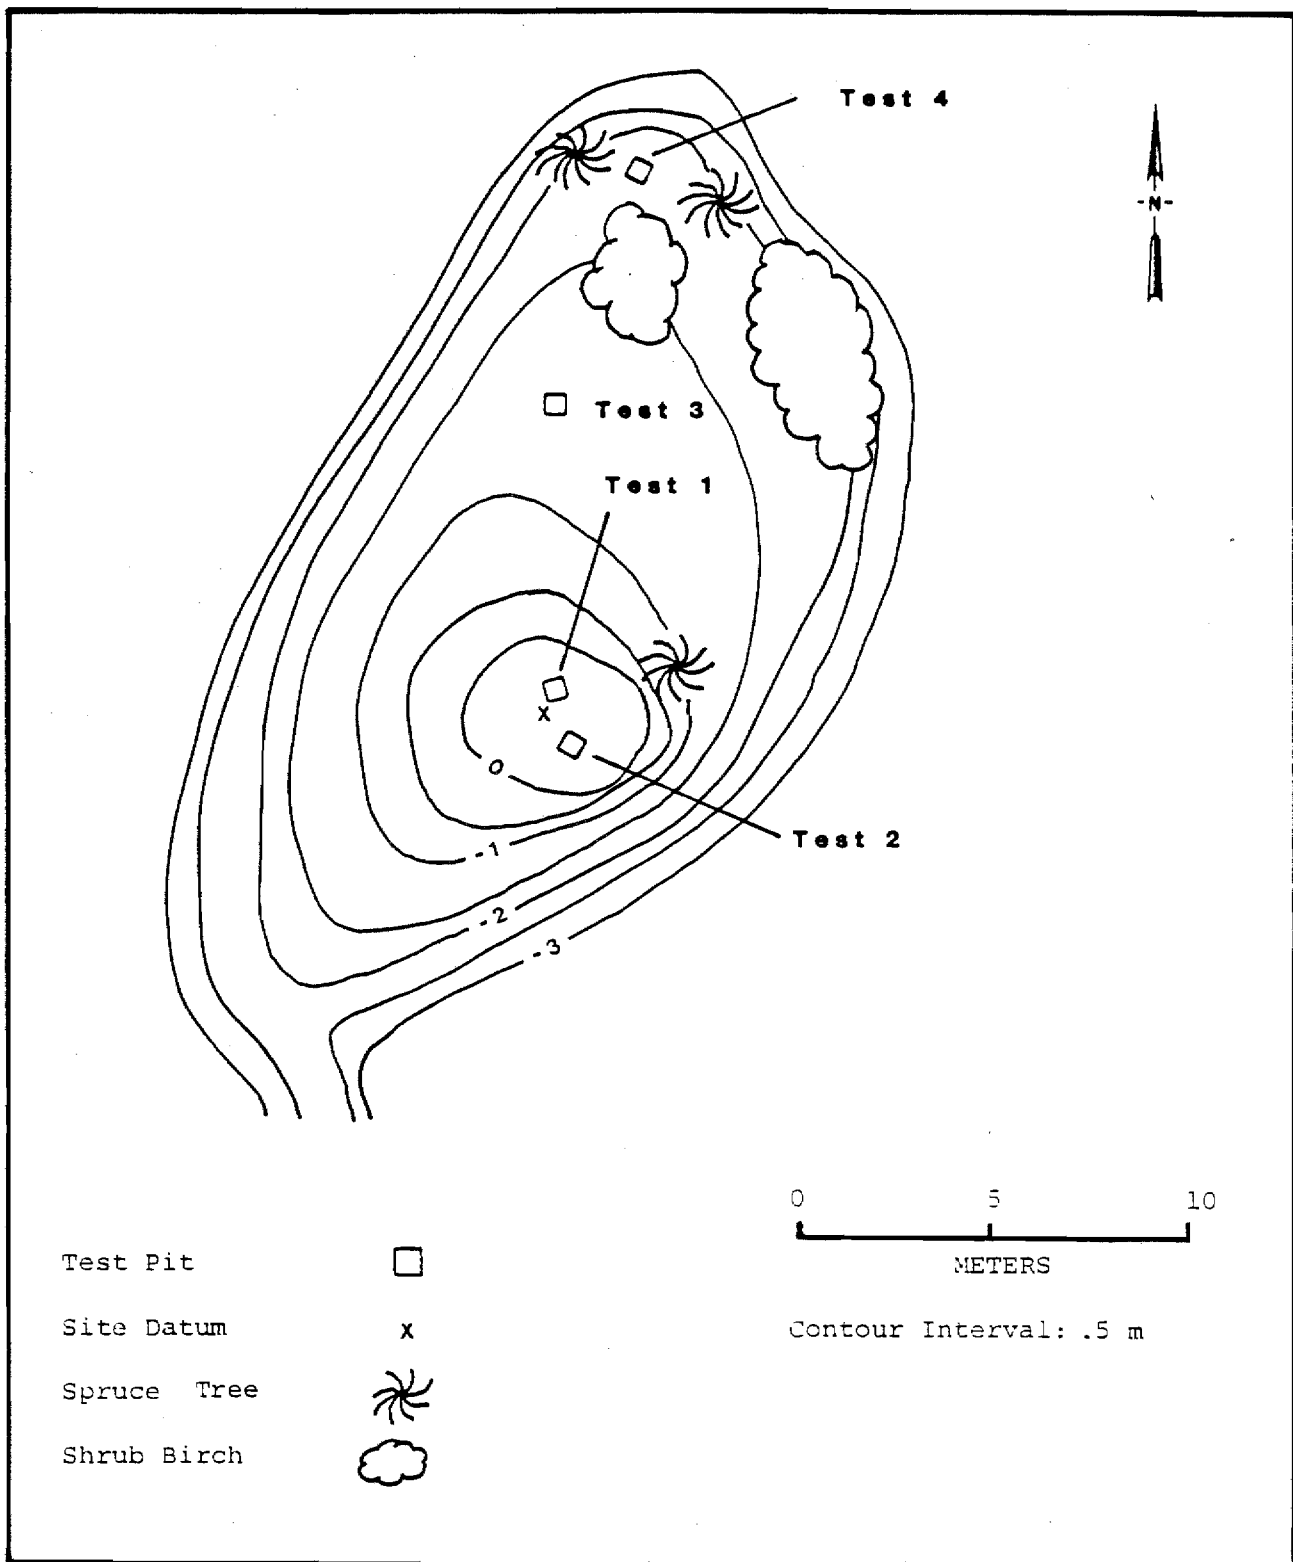 Test 4
-N-
Test 3
Test 1
0
-1
Test 2
-2
-3
0 5 10
METERS
Contour Interval: .5 m
Test Pit
Site Datum x
Spruce Tree
Shrub Birch
x